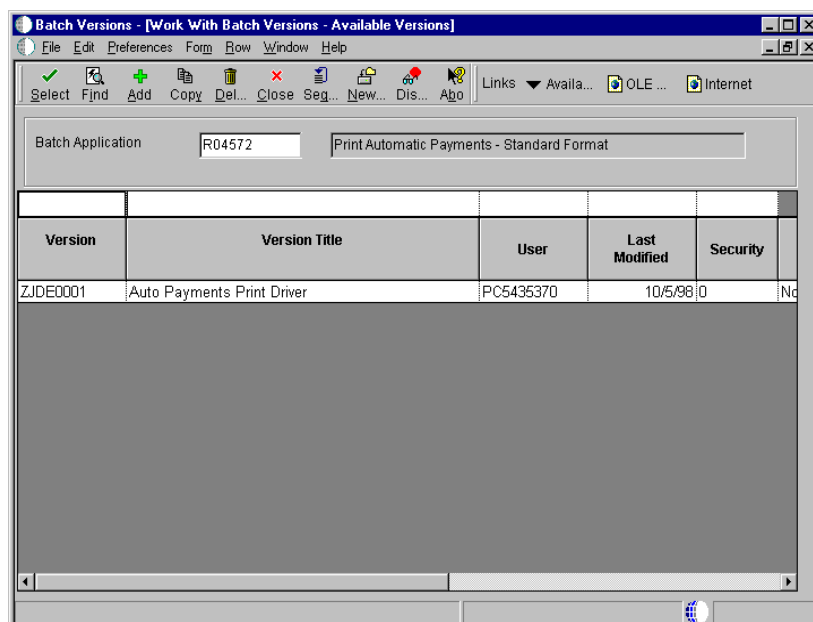 Batch Versions - [Work With Batch Versions - Available Versions]
File Edit Preferences Form Row Window Help
Select Find Add Copy Del... Close Seq... New... Dis... Abo Links Availa... OLE ... Internet
Batch Application R04572 Print Automatic Payments - Standard Format
Version Version Title User Last Modified Security
ZJDE0001 Auto Payments Print Driver PC5435370 10/5/98 0 No